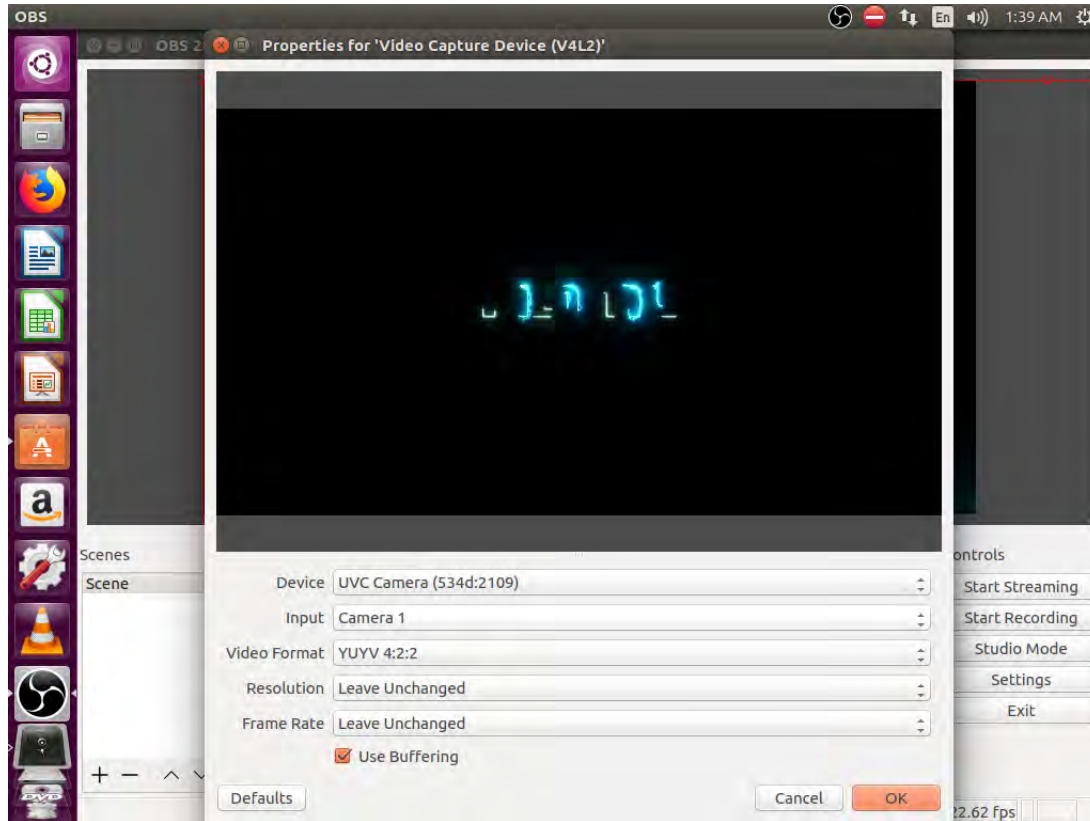 OBS
En
1:39 AM
OBS 2
Properties for 'Video Capture Device (V4L2)'
Scenes
Scene
Device UVC Camera (534d:2109)
Input Camera 1
Video Format YUYV 4:2:2
Resolution Leave Unchanged
Frame Rate Leave Unchanged
Use Buffering
Defaults
Cancel
OK
ontrols
Start Streaming
Start Recording
Studio Mode
Settings
Exit
22.62 fps
A
a
DVD